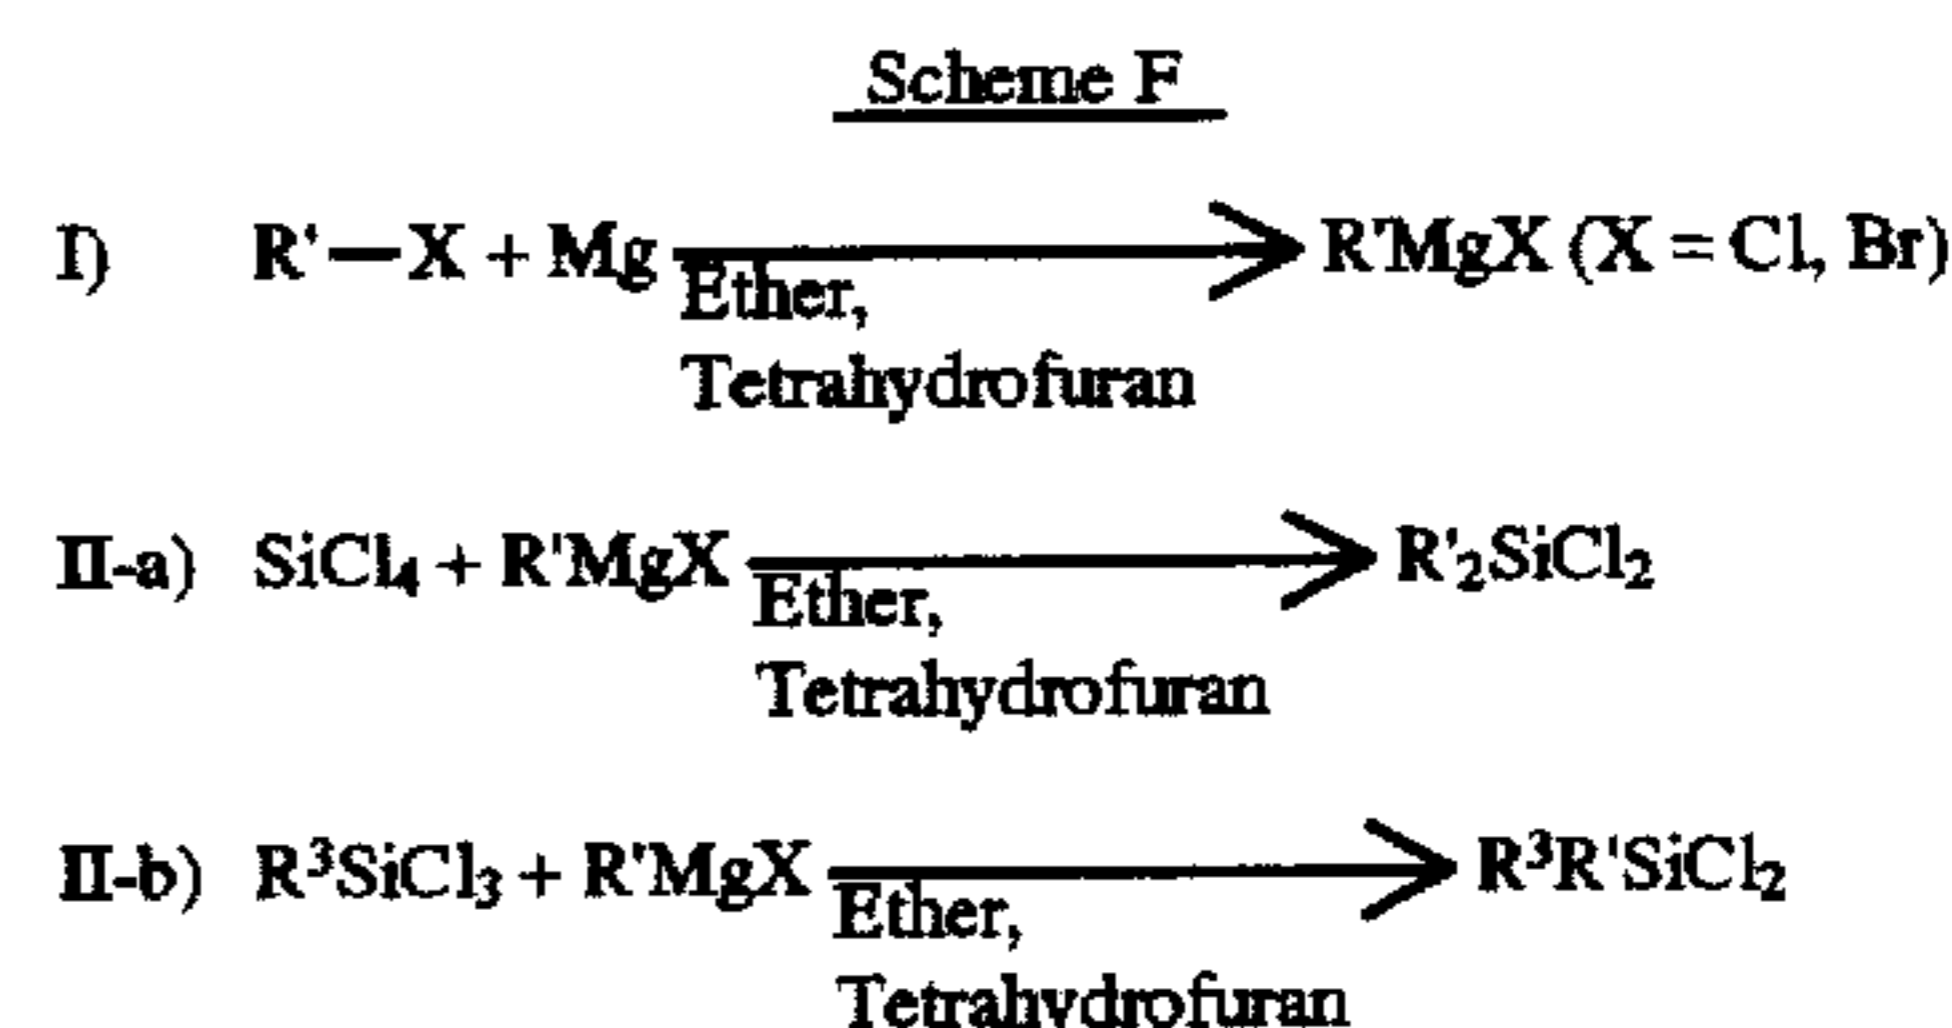 Scheme F
I) R'—X + Mg ⟶ R'MgX (X = Cl, Br)
Ether,
Tetrahydrofuran
II-a) SiCl₄ + R'MgX ⟶ R'₂SiCl₂
Ether,
Tetrahydrofuran
II-b) R³SiCl₃ + R'MgX ⟶ R³R'SiCl₂
Ether,
Tetrahydrofuran